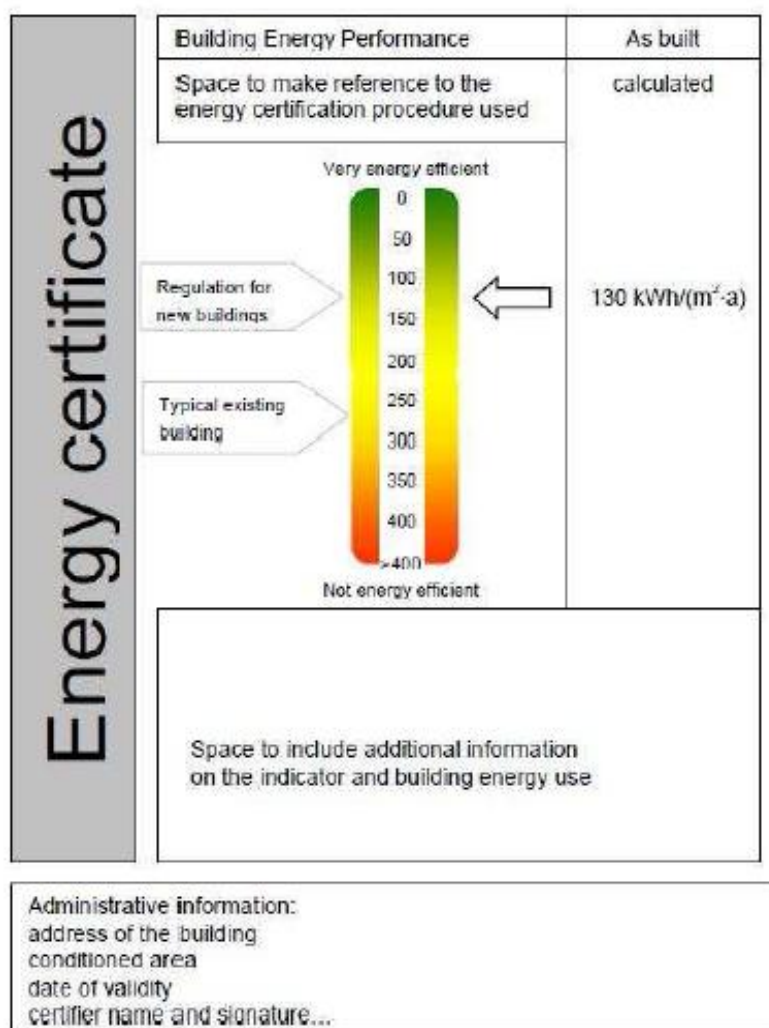 Energy certificate
Building Energy Performance
As built
Space to make reference to the
energy certification procedure used
calculated
Very energy efficient
0
50
100
150
200
250
300
350
400
>400
Not energy efficient
Regulation for
new buildings
Typical existing
building
130 kWh/(m²·a)
Space to include additional information
on the indicator and building energy use
Administrative information:
address of the building
conditioned area
date of validity
certifier name and signature...